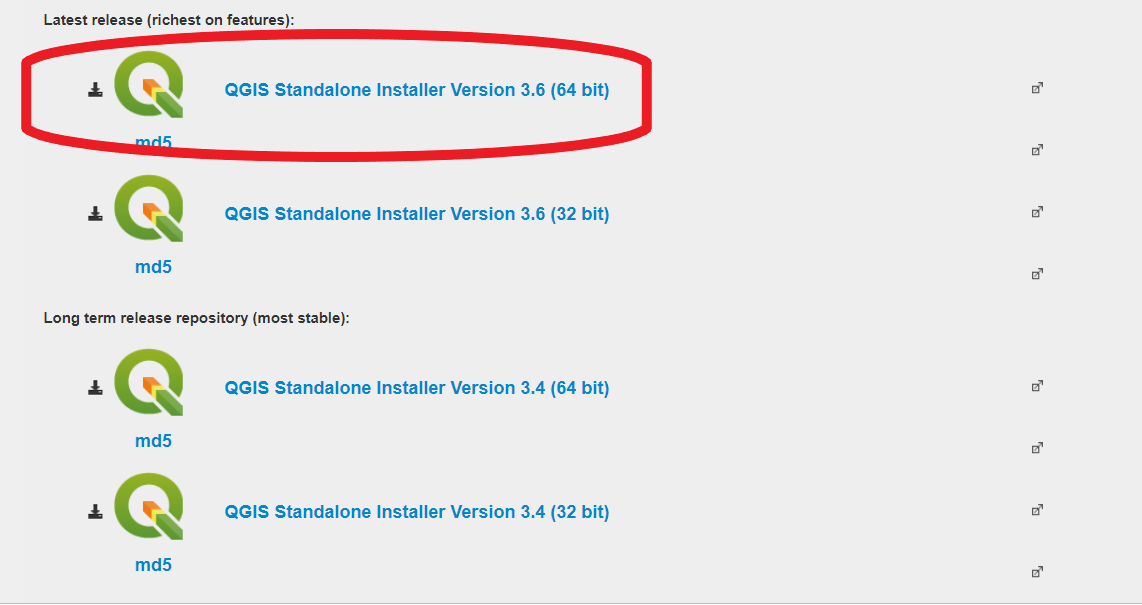 Latest release (richest on features):
QGIS Standalone Installer Version 3.6 (64 bit)
md5
QGIS Standalone Installer Version 3.6 (32 bit)
md5
Long term release repository (most stable):
QGIS Standalone Installer Version 3.4 (64 bit)
md5
QGIS Standalone Installer Version 3.4 (32 bit)
md5